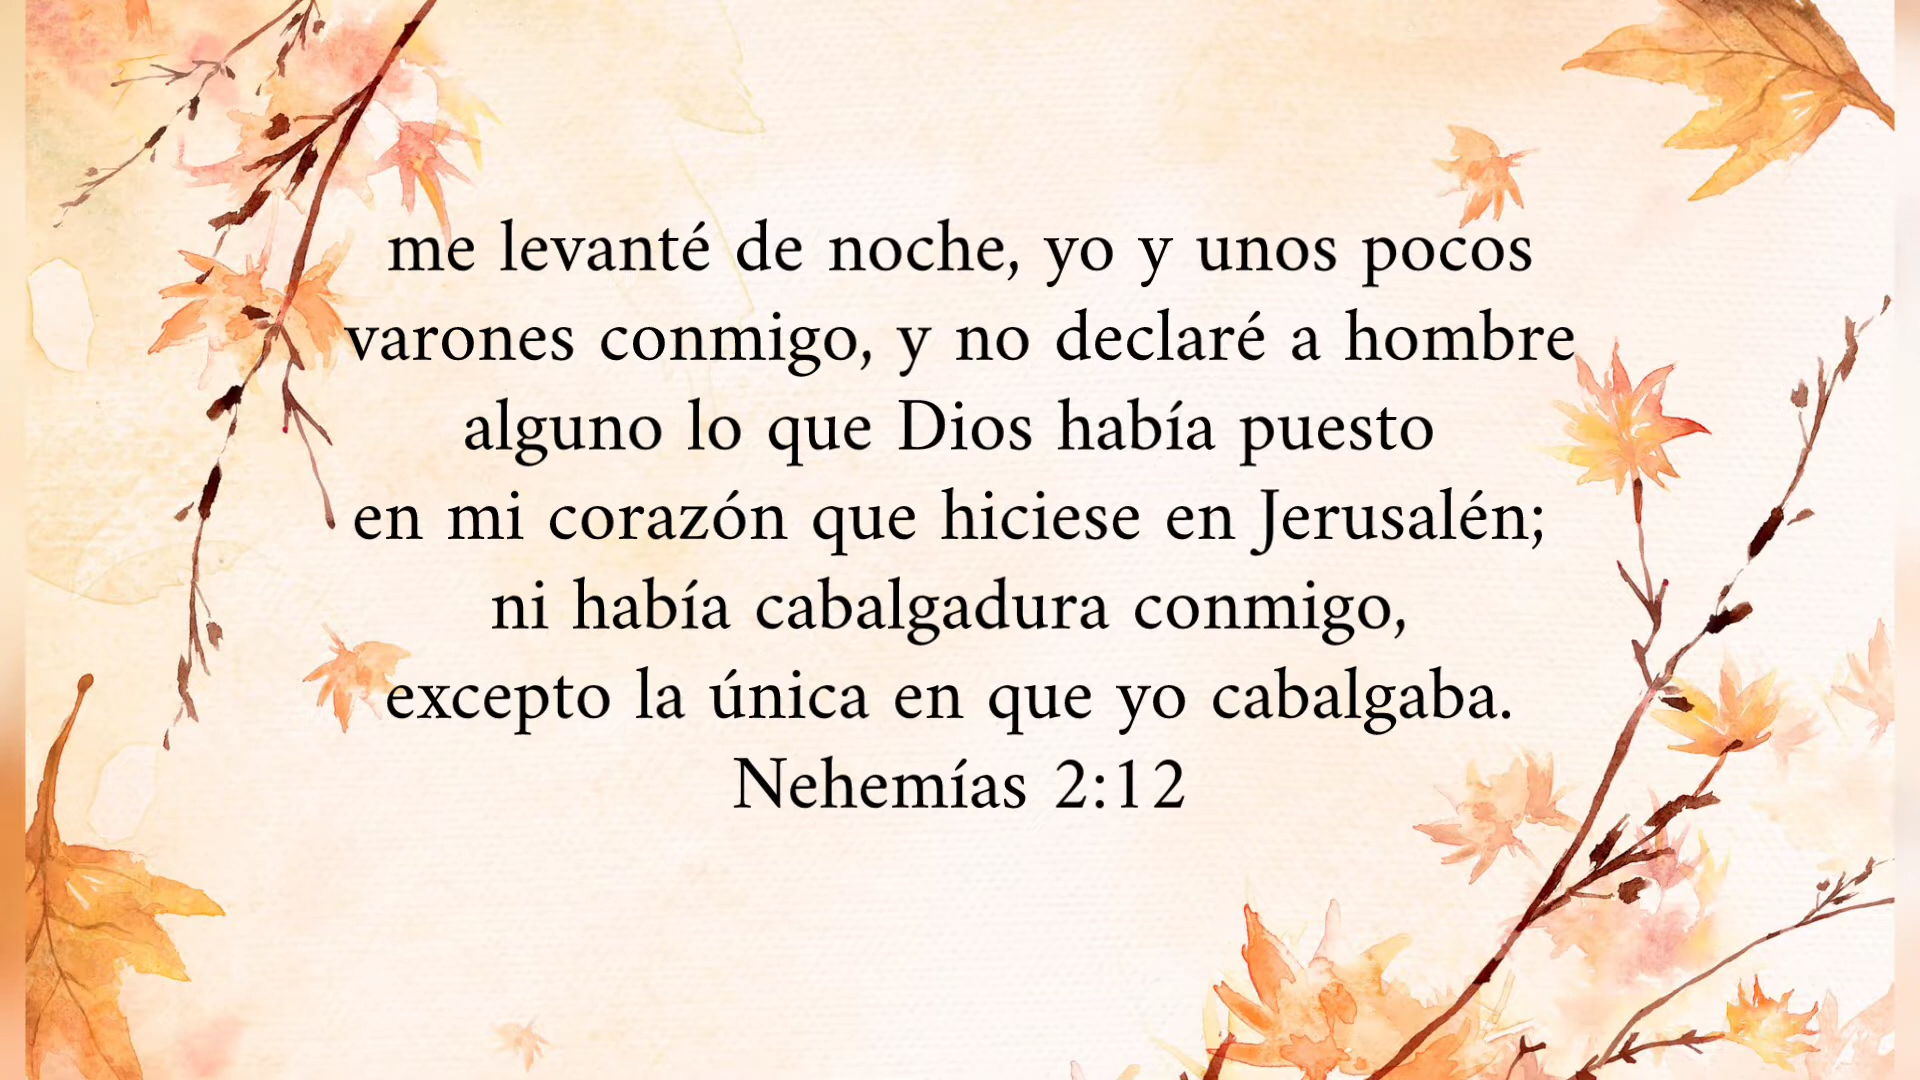 me levanté de noche, yo y unos pocos
varones conmigo, y no declaré a hombre
alguno lo que Dios había puesto
en mi corazón que hiciese en Jerusalén;
ni había cabalgadura conmigo,
excepto la única en que yo cabalgaba.
Nehemías 2:12